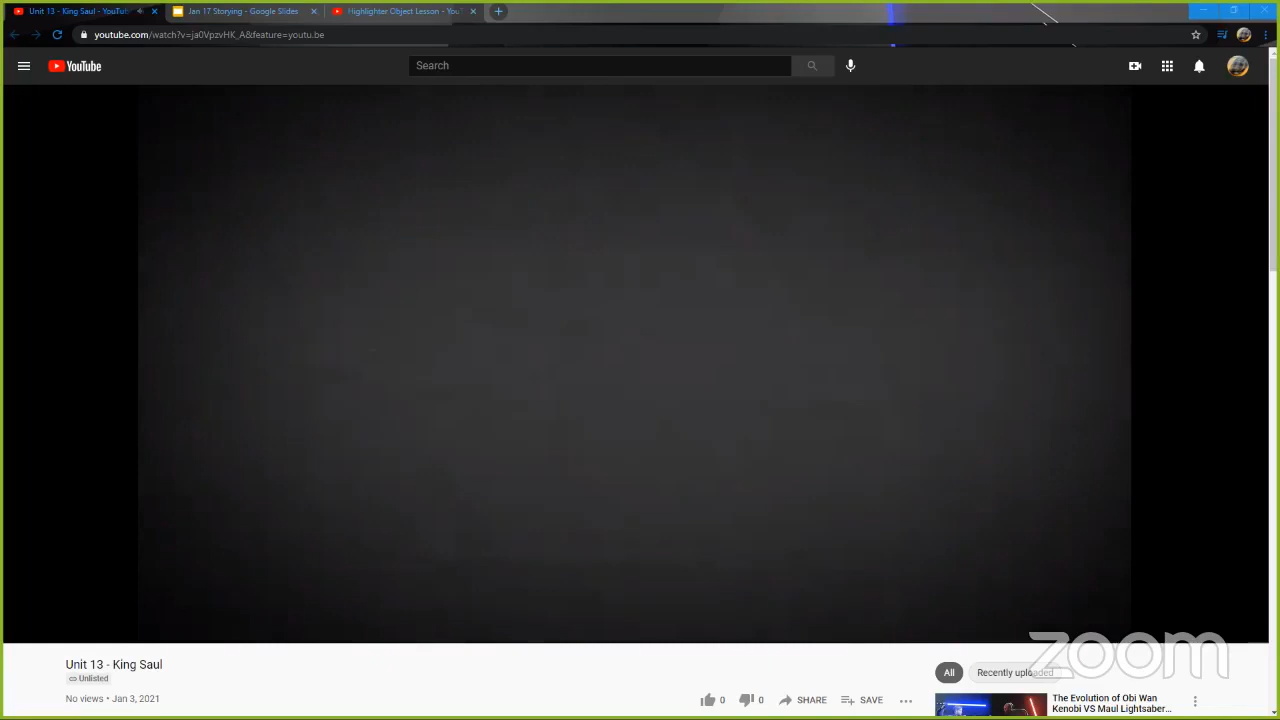 Unit 13 - King Saul - YouTu
Jan 17 Storying - Google Slides
Highlighter Object Lesson - You
youtube.com/watch?v=ja0VpzvHK_A&feature=youtu.be
YouTube
Search
Unit 13 - King Saul
Unlisted
No views • Jan 3, 2021
0
0
SHARE
SAVE
All
Recently uploaded
The Evolution of Obi Wan
Kenobi VS Maul Lightsaber...
zoom